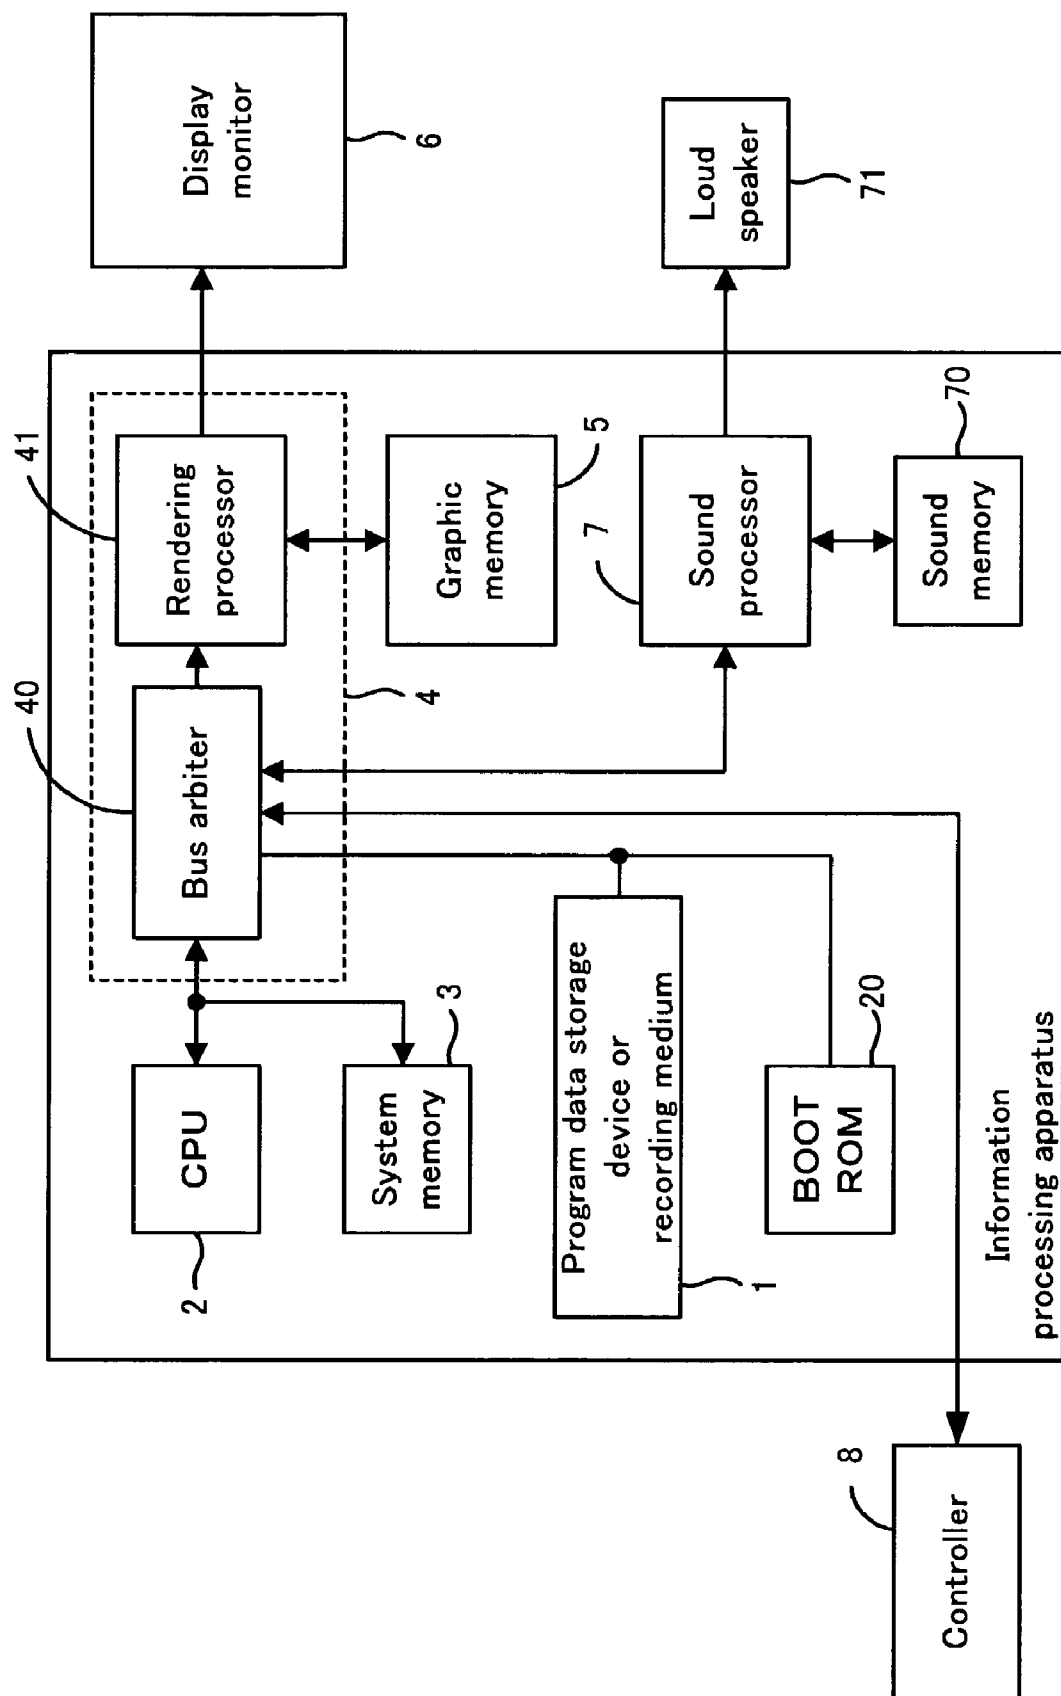 41
40
Display
monitor
6
Rendering
processor
Bus arbiter
4
CPU
2
System
memory
3
Graphic
memory
5
Loud
speaker
71
Sound
processor
7
Sound
memory
70
Program data storage
device or
recording medium
1
BOOT
ROM
20
Information
processing apparatus
Controller
8